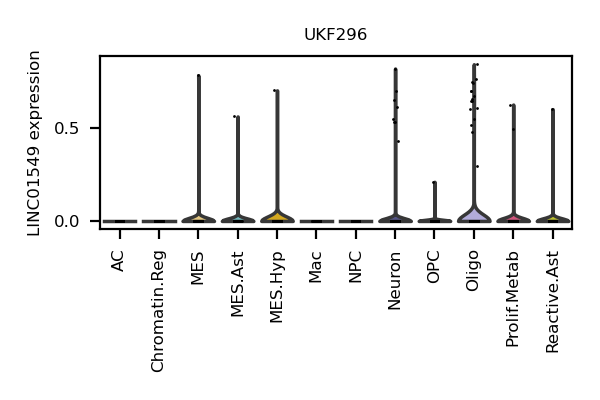 UKF296
LINC01549 expression
0.5
0.0
AC
Chromatin.Reg
MES
MES.Ast
MES.Hyp
Mac
NPC
Neuron
OPC
Oligo
Prolif.Metab
Reactive.Ast